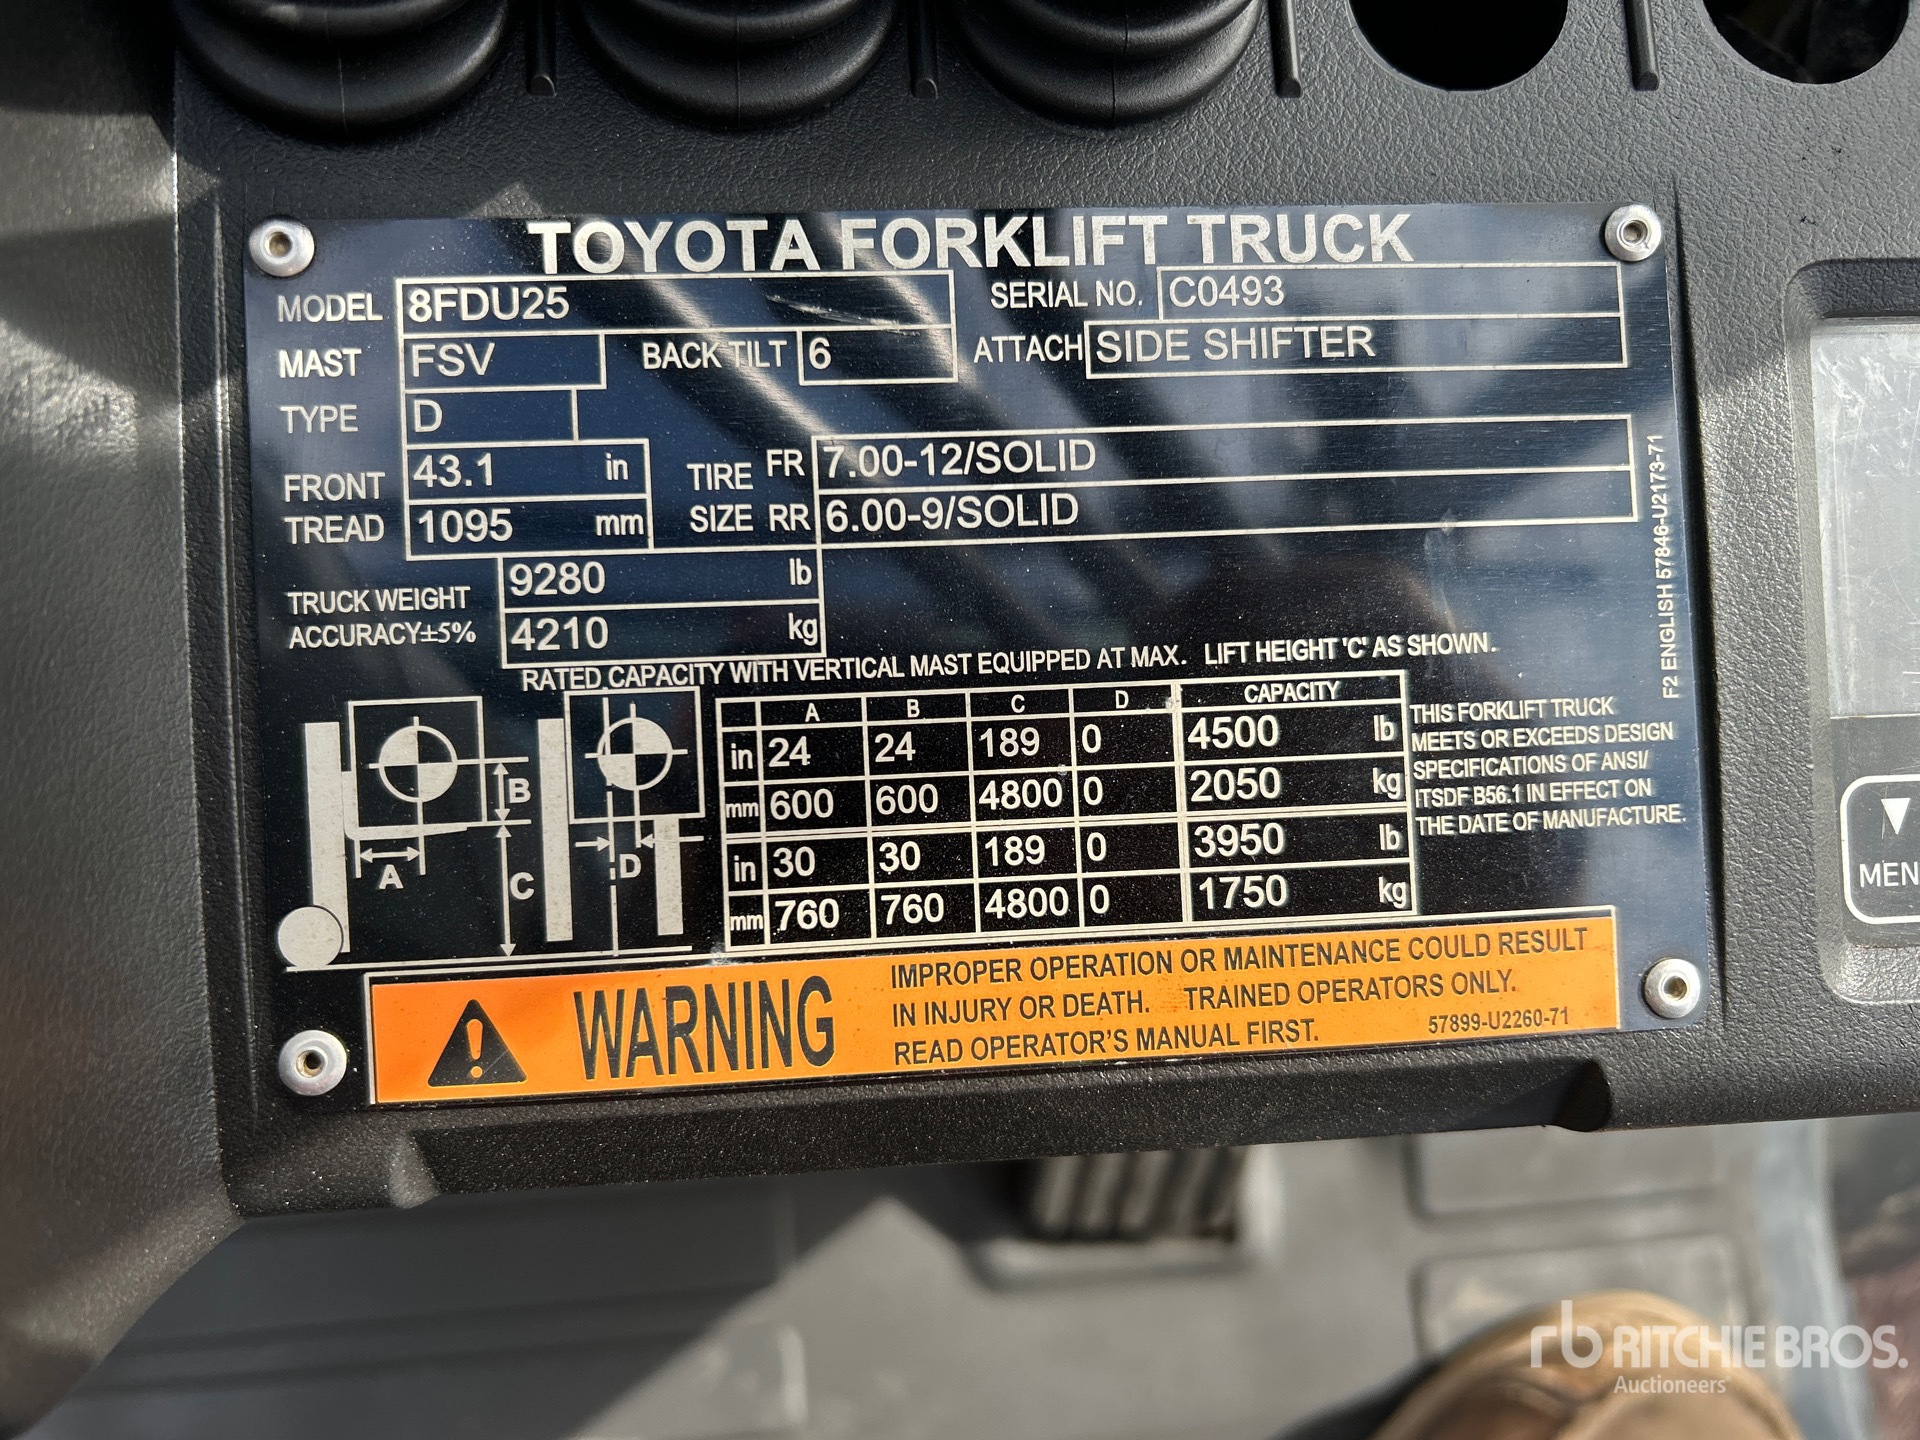 TOYOTA FORKLIFT TRUCK
MODEL 8FDU25 SERIAL NO. C0493
MAST FSV BACK TILT 6 ATTACH SIDE SHIFTER
TYPE D
FRONT TREAD 43.1 in TIRE SIZE FR 7.00-12/SOLID
1095 mm RR 6.00-9/SOLID
TRUCK WEIGHT 9280 lb
ACCURACY±5% 4210 kg
RATED CAPACITY WITH VERTICAL MAST EQUIPPED AT MAX. LIFT HEIGHT 'C' AS SHOWN.
A B C D CAPACITY
in 24 24 189 0 4500 lb
mm 600 600 4800 0 2050 kg
in 30 30 189 0 3950 lb
mm 760 760 4800 0 1750 kg
B
A
C
D
THIS FORKLIFT TRUCK
MEETS OR EXCEEDS DESIGN
SPECIFICATIONS OF ANSI/
ITSDF B56.1 IN EFFECT ON
THE DATE OF MANUFACTURE.
F2 ENGLISH 57846-U2173-71
WARNING
IMPROPER OPERATION OR MAINTENANCE COULD RESULT
IN INJURY OR DEATH. TRAINED OPERATORS ONLY.
READ OPERATOR'S MANUAL FIRST. 57899-U2260-71
MEN
rb RITCHIE BROS.
Auctioneers